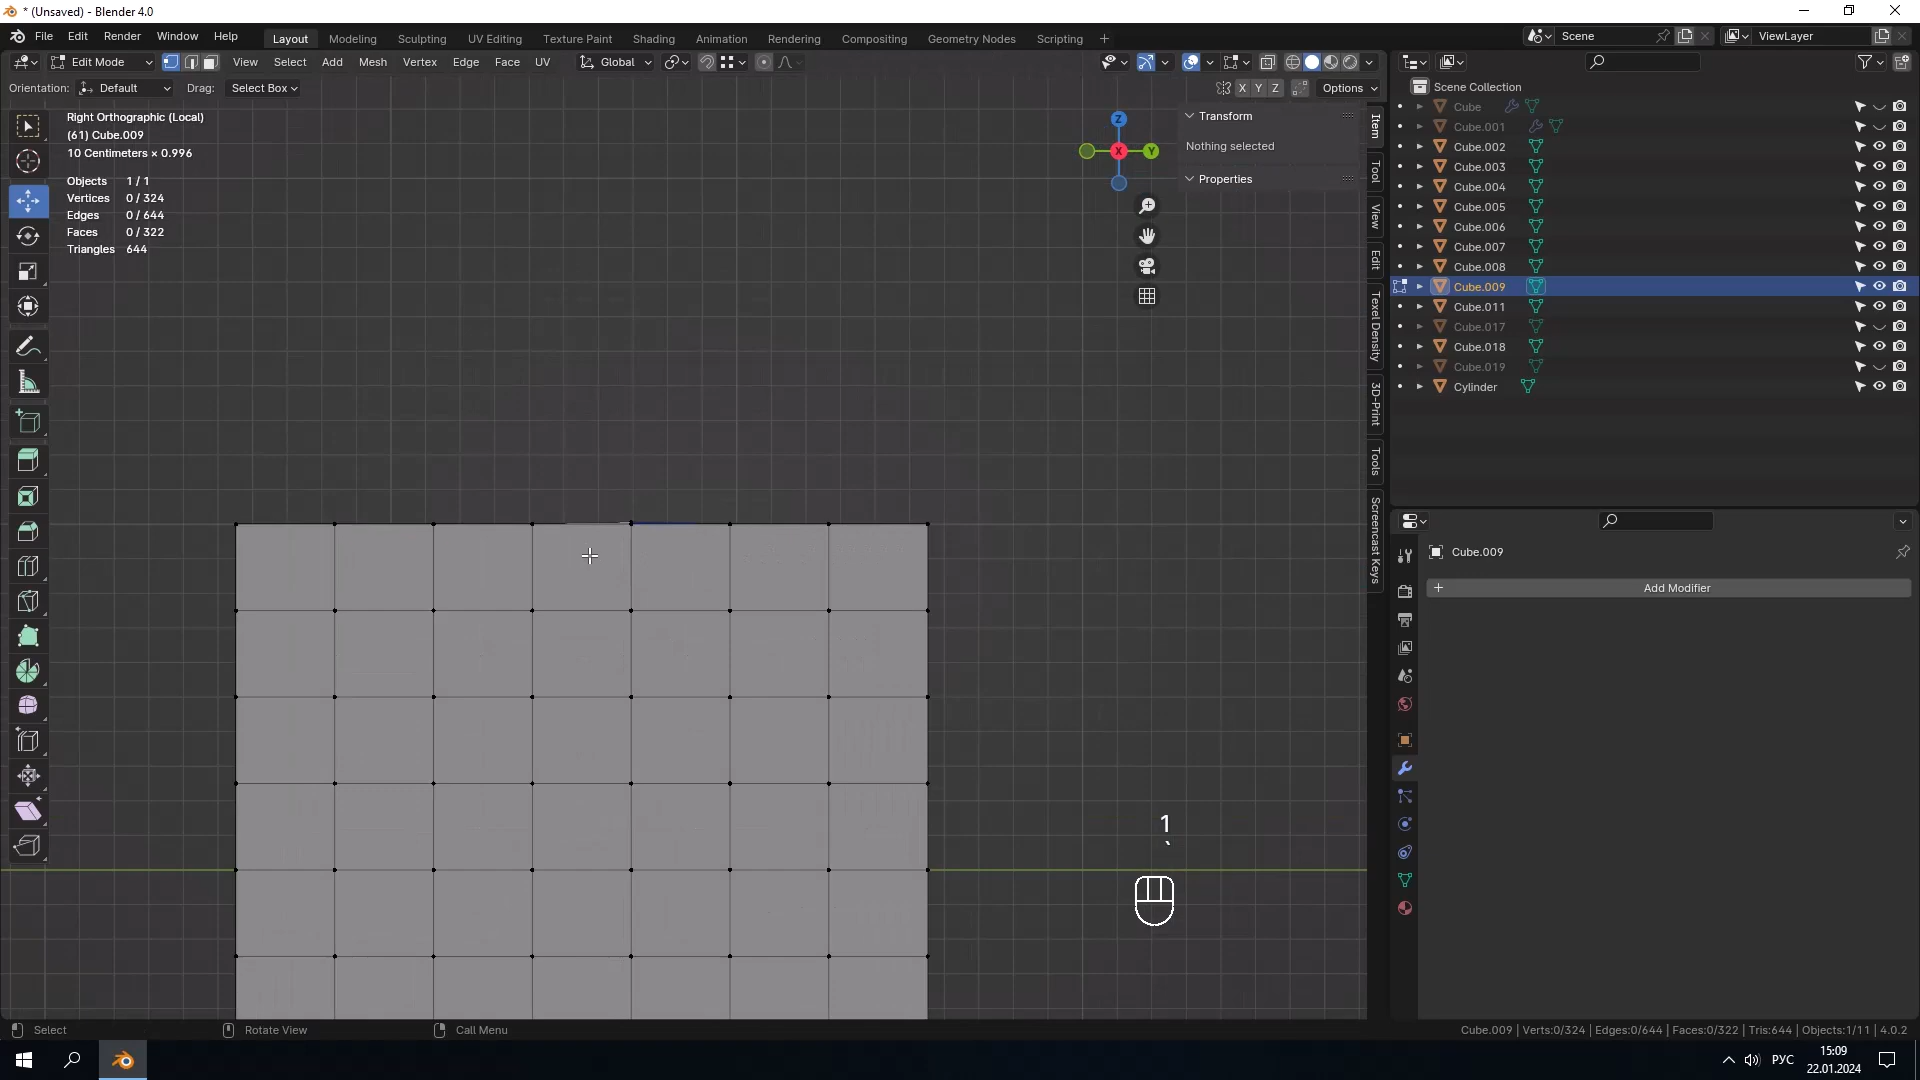 * (Unsaved) - Blender 4.0
File Edit Render Window Help
Layout Modeling Sculpting UV Editing Texture Paint Shading Animation Rendering Compositing Geometry Nodes Scripting +
Scene
ViewLayer
Edit Mode View Select Add Mesh Vertex Edge Face UV Global
Orientation: Default Drag: Select Box
X Y Z Options
Right Orthographic (Local)
(61) Cube.009
10 Centimeters × 0.996
Objects 1 / 1
Vertices 0 / 324
Edges 0 / 644
Faces 0 / 322
Triangles 644
Z
X
Y
Transform
Nothing selected
Properties
Item
Tool
View
Edit
Texel Density
3D-Print
Tools
Screencast Keys
Scene Collection
Cube
Cube.001
Cube.002
Cube.003
Cube.004
Cube.005
Cube.006
Cube.007
Cube.008
Cube.009
Cube.011
Cube.017
Cube.018
Cube.019
Cylinder
Cube.009
+ Add Modifier
1
`
Select
Rotate View
Call Menu
Cube.009 | Verts:0/324 | Edges:0/644 | Faces:0/322 | Tris:644 | Objects:1/11 | 4.0.2
РУС
15:09
22.01.2024